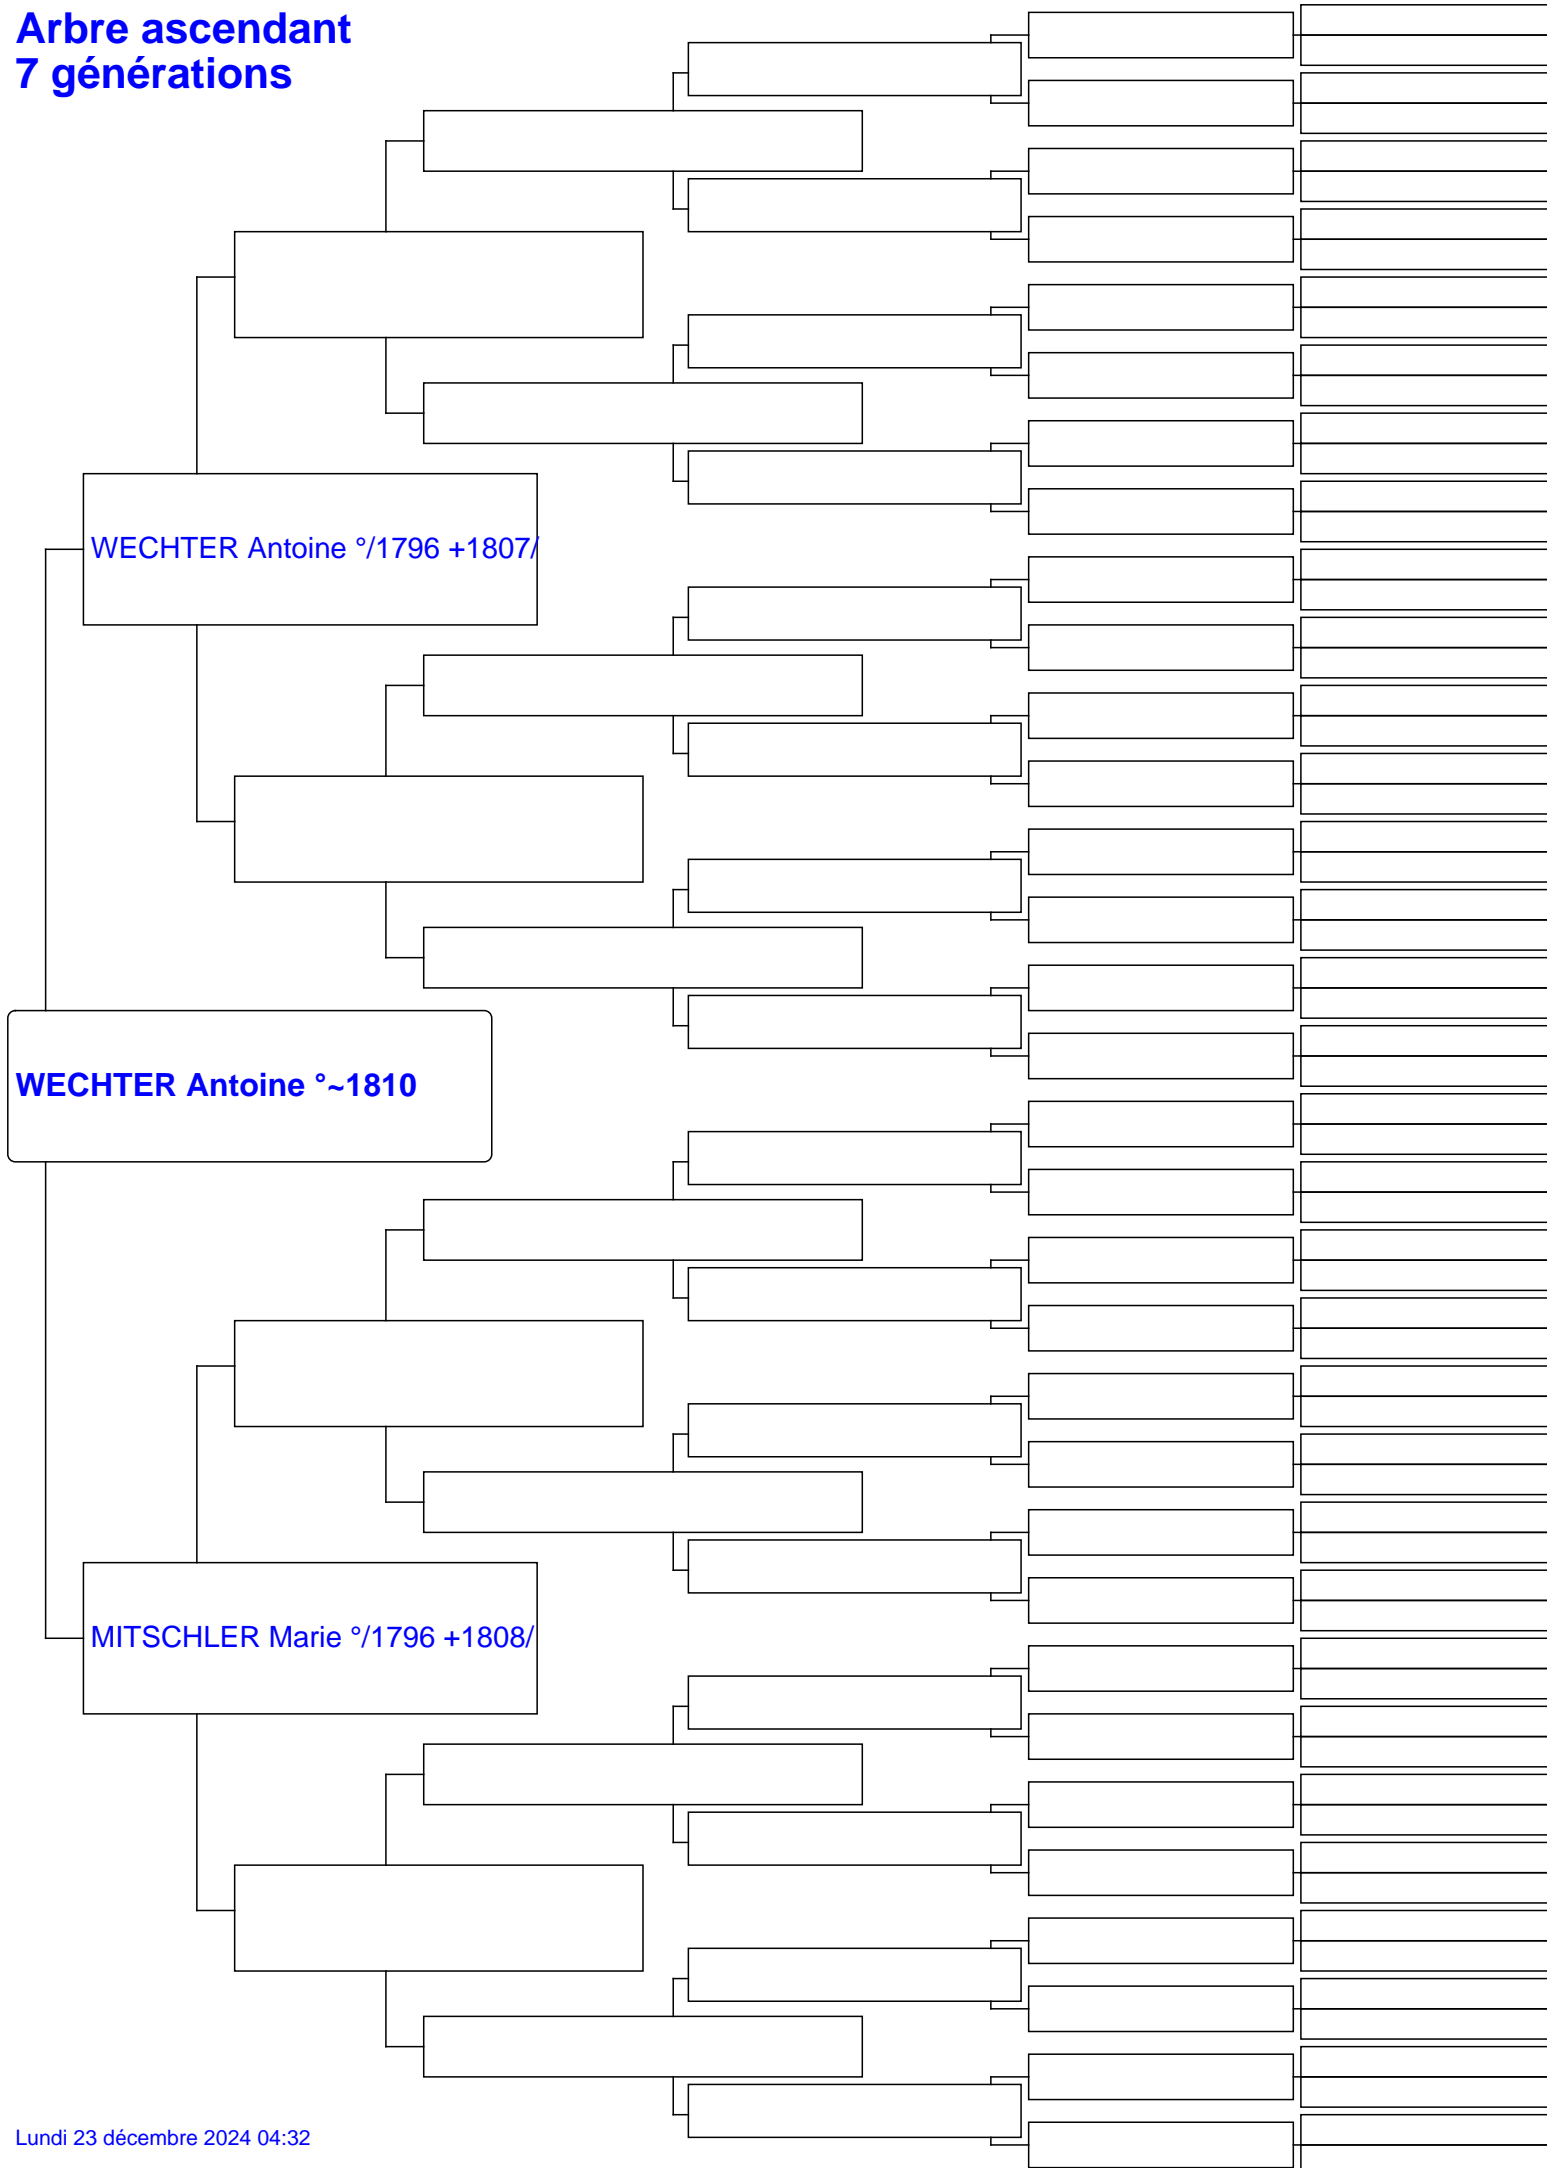 Arbre ascendant
7 générations
WECHTER Antoine °/1796 +1807/
WECHTER Antoine °~1810
MITSCHLER Marie °/1796 +1808/
Lundi 23 décembre 2024 04:32